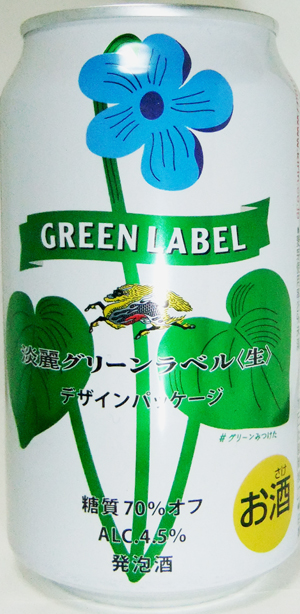 GREEN LABEL
淡麗グリーンラベル〈生〉
デザインパッケージ
#グリーンみつけた
さけ
お酒
糖質70%オフ
ALC.4.5%
発泡酒